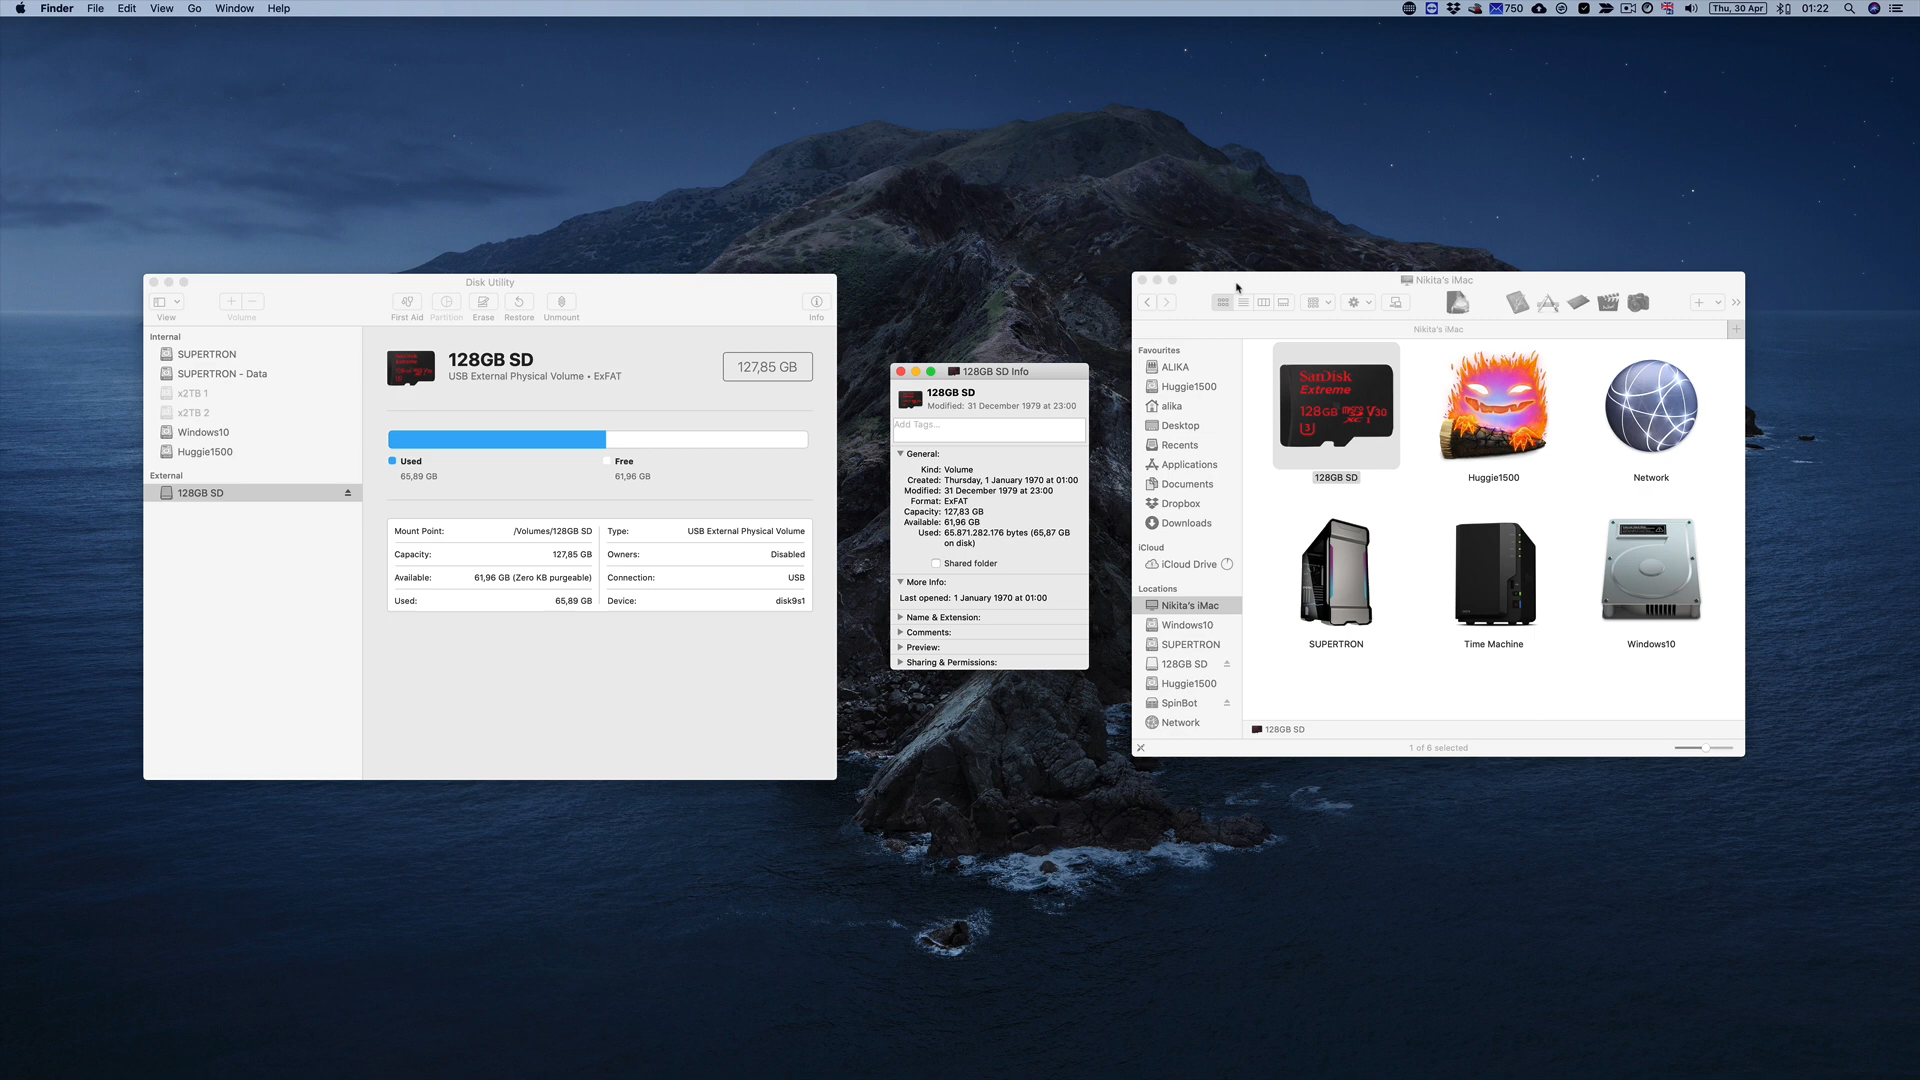 Finder File Edit View Go Window Help
750 Thu, 30 Apr 01:22
Disk Utility
View Volume First Aid Partition Erase Restore Unmount Info
Internal
SUPERTRON
SUPERTRON - Data
x2TB 1
x2TB 2
Windows10
Huggie1500
External
128GB SD
128GB SD
USB External Physical Volume • ExFAT
127,85 GB
Used
65,89 GB
Free
61,96 GB
Mount Point: /Volumes/128GB SD
Capacity: 127,85 GB
Available: 61,96 GB (Zero KB purgeable)
Used: 65,89 GB
Type: USB External Physical Volume
Owners: Disabled
Connection: USB
Device: disk9s1
128GB SD Info
128GB SD
Modified: 31 December 1979 at 23:00
Add Tags...
General:
Kind: Volume
Created: Thursday, 1 January 1970 at 01:00
Modified: 31 December 1979 at 23:00
Format: ExFAT
Capacity: 127,83 GB
Available: 61,96 GB
Used: 65.871.282.176 bytes (65,87 GB
on disk)
Shared folder
More Info:
Last opened: 1 January 1970 at 01:00
Name & Extension:
Comments:
Preview:
Sharing & Permissions:
Nikita's iMac
Nikita's iMac
Favourites
ALIKA
Huggie1500
alika
Desktop
Recents
Applications
Documents
Dropbox
Downloads
iCloud
iCloud Drive
Locations
Nikita's iMac
Windows10
SUPERTRON
128GB SD
Huggie1500
SpinBot
Network
SanDisk
Extreme
128GB micro SD XC I V30
U3
128GB SD
Huggie1500
Network
SUPERTRON
Time Machine
Windows10
128GB SD
1 of 6 selected